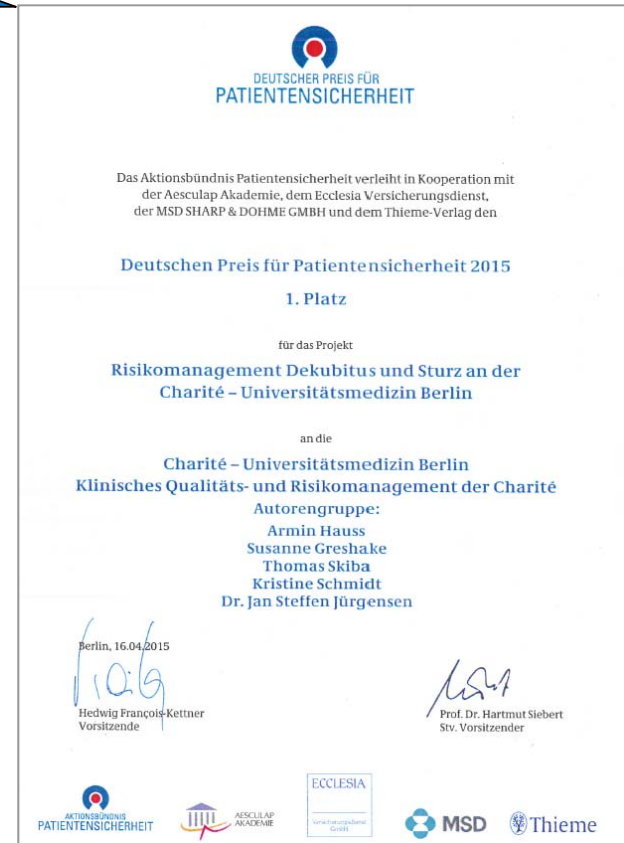 DEUTSCHER PREIS FÜR
PATIENTENSICHERHEIT
Das Aktionsbündnis Patientensicherheit verleiht in Kooperation mit
der Aesculap Akademie, dem Ecclesia Versicherungsdienst,
der MSD SHARP & DOHME GMBH und dem Thieme-Verlag den
Deutschen Preis für Patientensicherheit 2015
1. Platz
für das Projekt
Risikomanagement Dekubitus und Sturz an der
Charité – Universitätsmedizin Berlin
an die
Charité – Universitätsmedizin Berlin
Klinisches Qualitäts- und Risikomanagement der Charité
Autorengruppe:
Armin Hauss
Susanne Greshake
Thomas Skiba
Kristine Schmidt
Dr. Jan Steffen Jürgensen
Berlin, 16.04.2015
Hedwig François-Kettner
Vorsitzende
Prof. Dr. Hartmut Siebert
Stv. Vorsitzender
AKTIONSBÜNDNIS
PATIENTENSICHERHEIT
AESCULAP
AKADEMIE
ECCLESIA
Versicherungsdienst
GmbH
MSD
Thieme